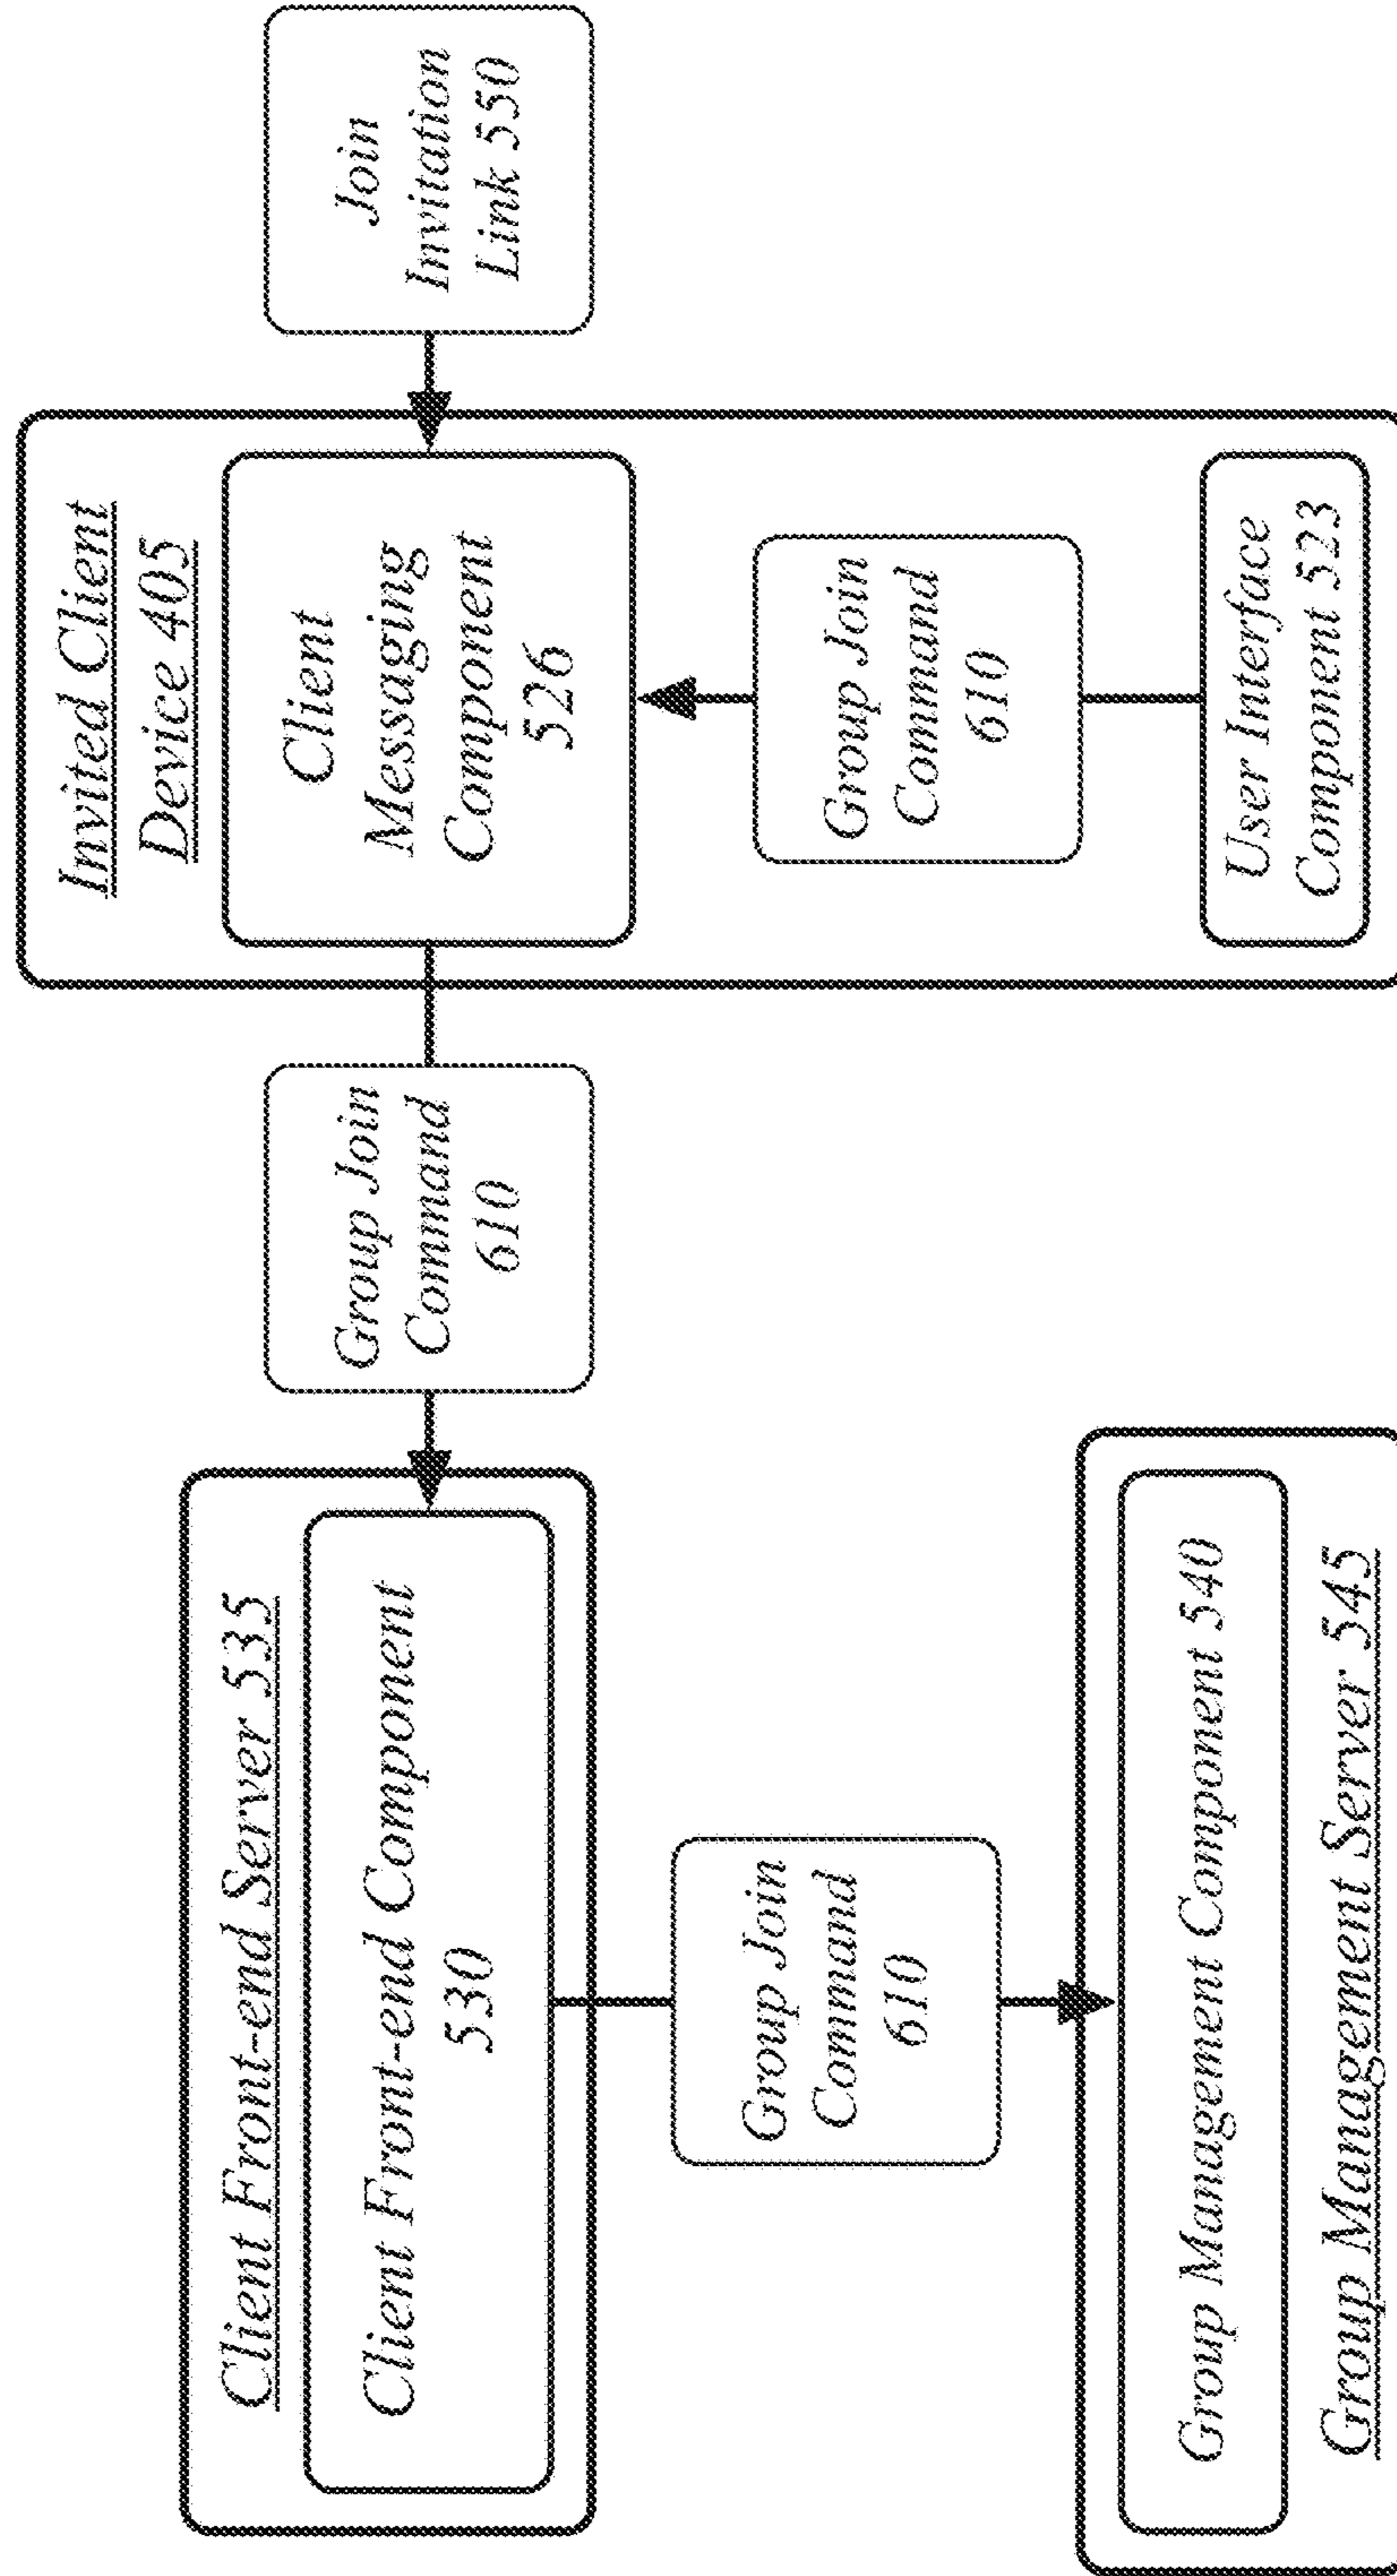 Client Front-end Server 535
Client Front-end Component
530
Group Join
Command
610
Invited Client
Device 405
Client
Messaging
Component
526
Join
Invitation
Link 550
Group Join
Command
610
Group Join
Command
610
Group Management Component 540
Group Management Server 545
User Interface
Component 523